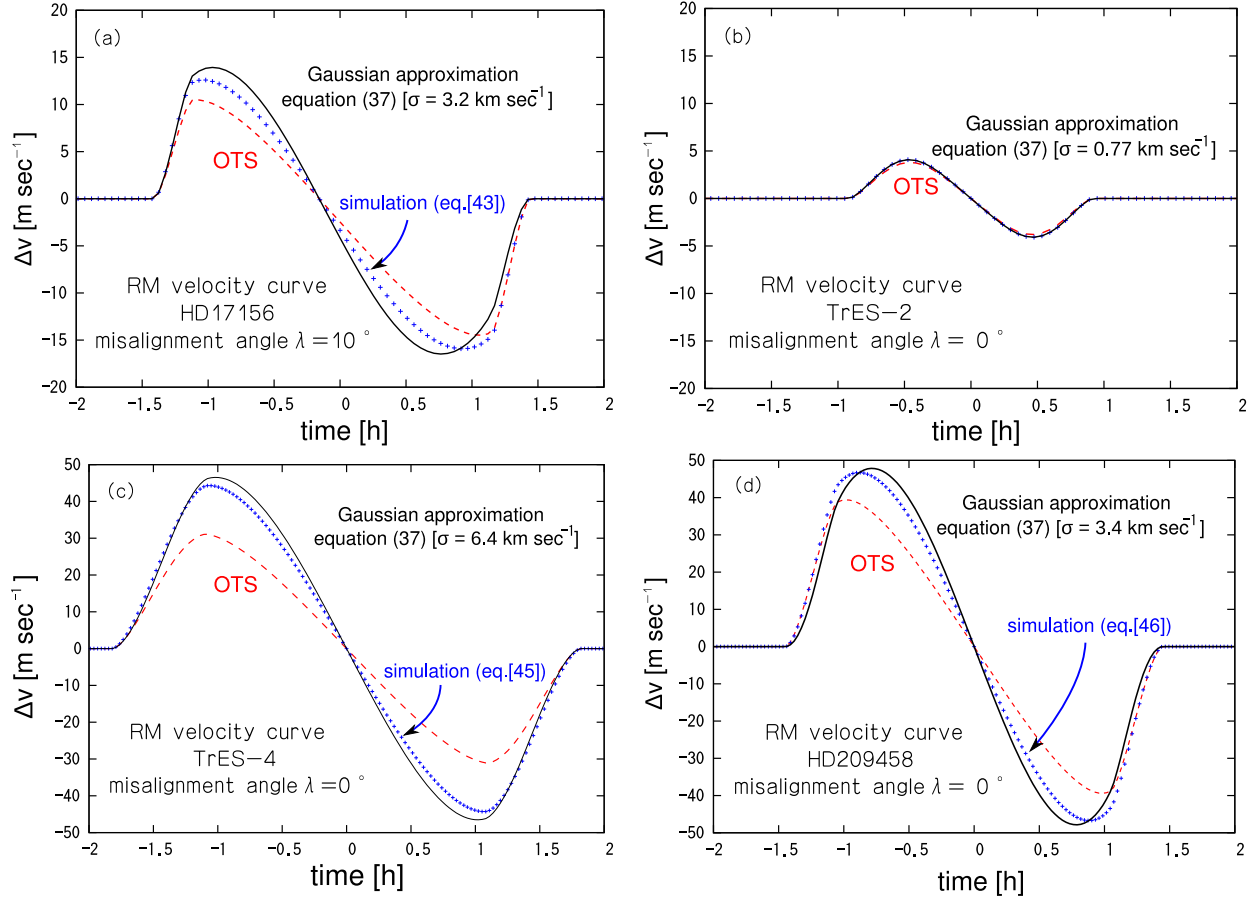 (a)
Gaussian approximation
equation (37) [σ = 3.2 km sec⁻¹]
OTS
simulation (eq.[43])
RM velocity curve
HD17156
misalignment angle λ = 10 °
Δv [m sec⁻¹]
20
15
10
5
0
-5
-10
-15
-20
-2
-1.5
-1
-0.5
0
0.5
1
1.5
2
time [h]
(b)
Gaussian approximation
equation (37) [σ = 0.77 km sec⁻¹]
OTS
RM velocity curve
TrES-2
misalignment angle λ = 0 °
Δv [m sec⁻¹]
20
15
10
5
0
-5
-10
-15
-20
-2
-1.5
-1
-0.5
0
0.5
1
1.5
2
time [h]
(c)
Gaussian approximation
equation (37) [σ = 6.4 km sec⁻¹]
OTS
simulation (eq.[45])
RM velocity curve
TrES-4
misalignment angle λ =0 °
Δv [m sec⁻¹]
50
40
30
20
10
0
-10
-20
-30
-40
-50
-2
-1.5
-1
-0.5
0
0.5
1
1.5
2
time [h]
(d)
Gaussian approximation
equation (37) [σ = 3.4 km sec⁻¹]
OTS
simulation (eq.[46])
RM velocity curve
HD209458
misalignment angle λ = 0 °
Δv [m sec⁻¹]
50
40
30
20
10
0
-10
-20
-30
-40
-50
-2
-1.5
-1
-0.5
0
0.5
1
1.5
2
time [h]